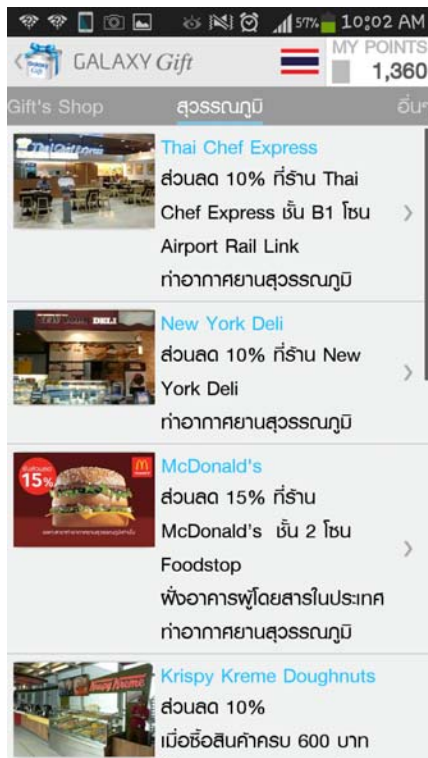 57% 10:02 AM
GALAXY Gift
MY POINTS
1,360
Gift's Shop
สุวรรณภูมิ
อื่นๆ
Thai Chef Express
ส่วนลด 10% ที่ร้าน Thai
Chef Express ชั้น B1 โซน
Airport Rail Link
ท่าอากาศยานสุวรรณภูมิ
New York Deli
ส่วนลด 10% ที่ร้าน New
York Deli
ท่าอากาศยานสุวรรณภูมิ
15%
McDonald's
ส่วนลด 15% ที่ร้าน
McDonald's ชั้น 2 โซน
Foodstop
ฝั่งอาคารผู้โดยสารในประเทศ
ท่าอากาศยานสุวรรณภูมิ
Krispy Kreme
Krispy Kreme Doughnuts
ส่วนลด 10%
เมื่อซื้อสินค้าครบ 600 บาท